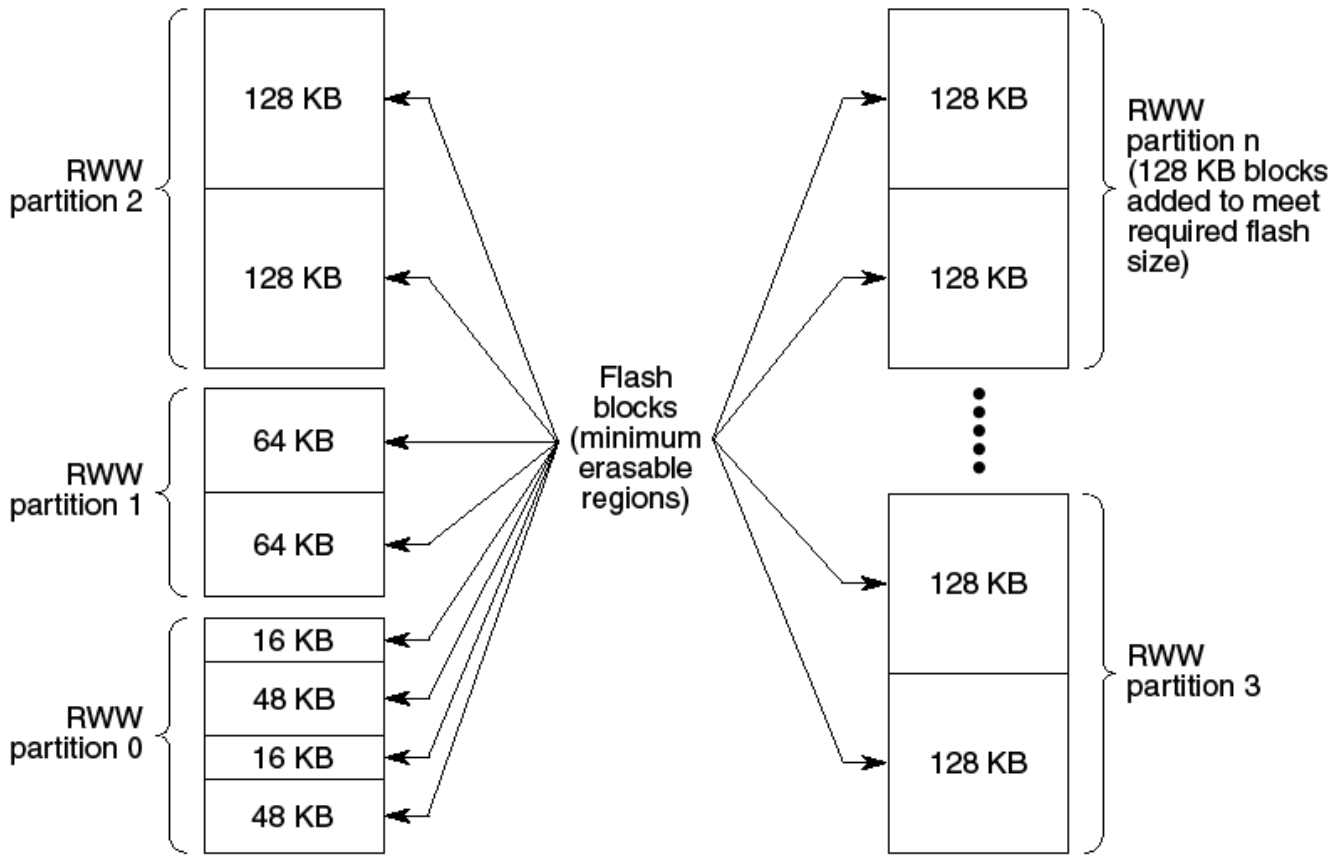 RWW
partition 2
128 KB
128 KB
RWW
partition 1
64 KB
64 KB
RWW
partition 0
16 KB
48 KB
16 KB
48 KB
Flash
blocks
(minimum
erasable
regions)
128 KB
128 KB
RWW
partition n
(128 KB blocks
added to meet
required flash
size)
128 KB
128 KB
RWW
partition 3